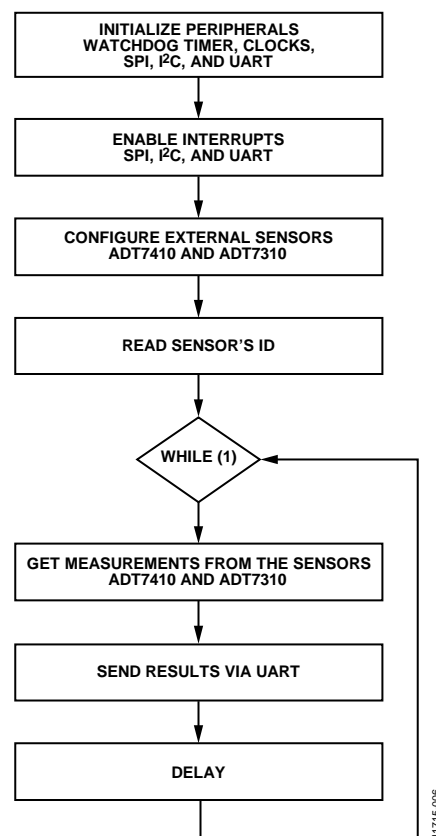 INITIALIZE PERIPHERALS
WATCHDOG TIMER, CLOCKS,
SPI, I²C, AND UART
ENABLE INTERRUPTS
SPI, I²C, AND UART
CONFIGURE EXTERNAL SENSORS
ADT7410 AND ADT7310
READ SENSOR'S ID
WHILE (1)
GET MEASUREMENTS FROM THE SENSORS
ADT7410 AND ADT7310
SEND RESULTS VIA UART
DELAY